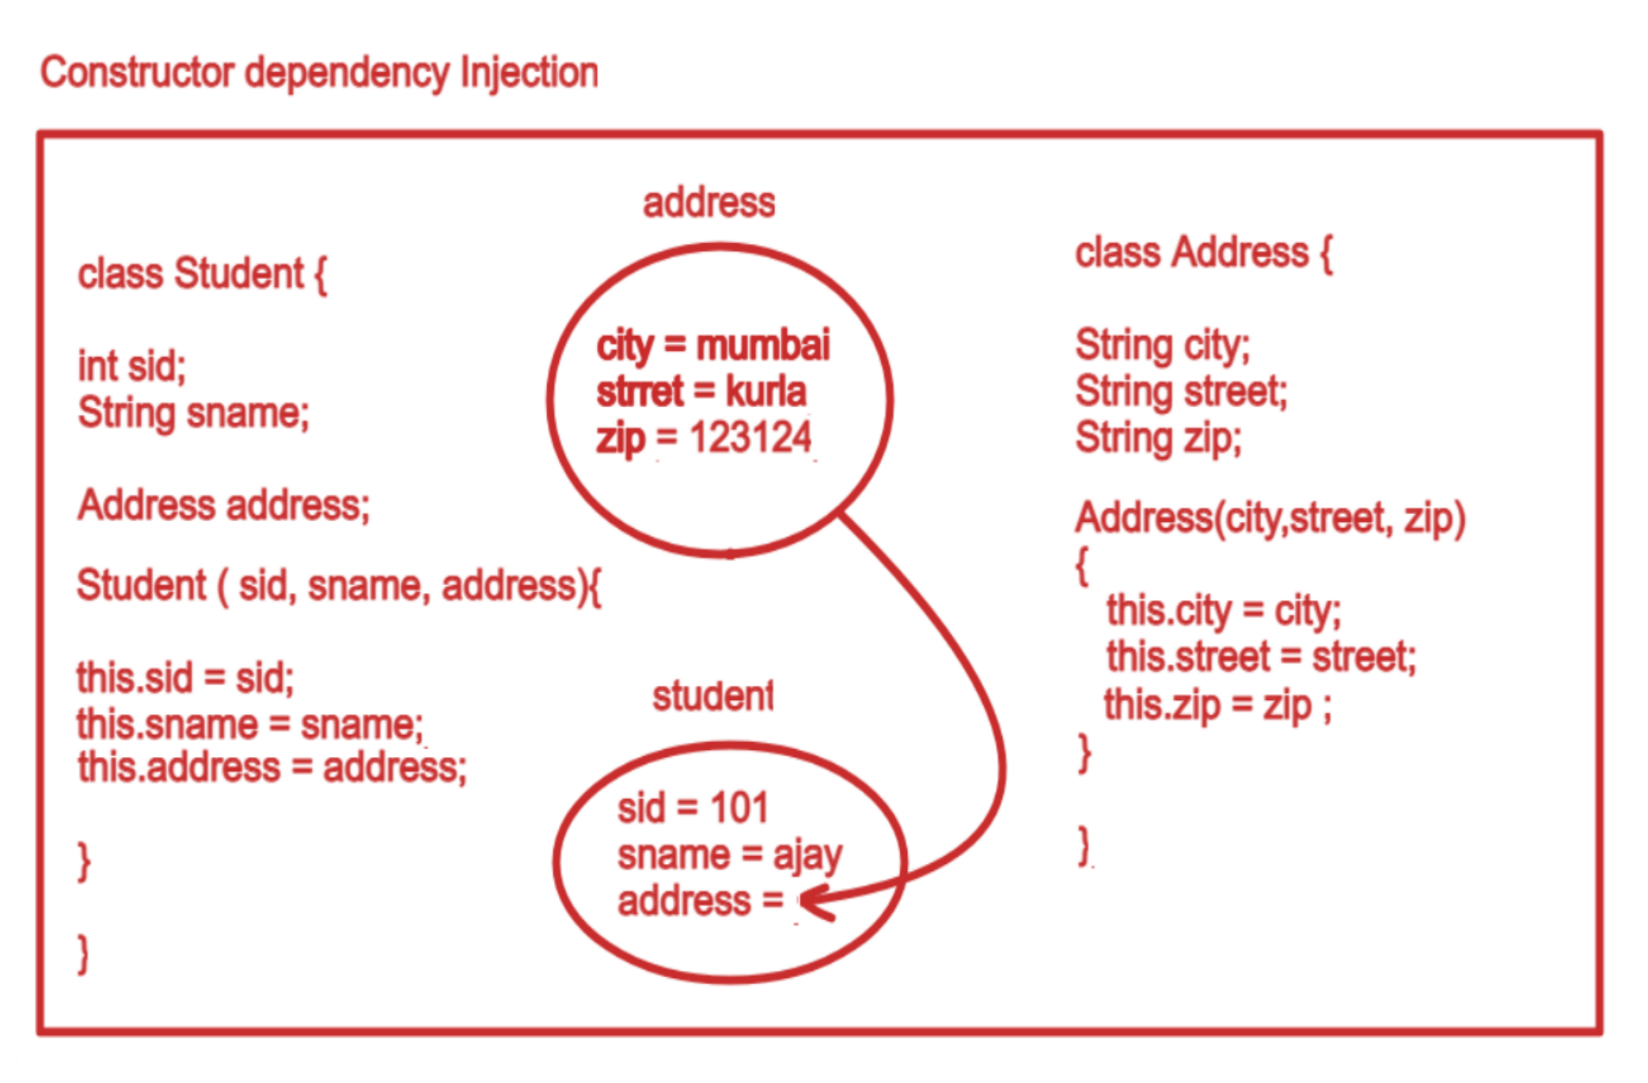 Constructor dependency Injection
class Student {
int sid;
String sname;
Address address;
Student ( sid, sname, address){
this.sid = sid;
this.sname = sname;
this.address = address;
}
}
address
city = mumbai
strret = kurla
zip = 123124
student
sid = 101
sname = ajay
address =
class Address {
String city;
String street;
String zip;
Address(city,street, zip)
{
this.city = city;
this.street = street;
this.zip = zip ;
}
}